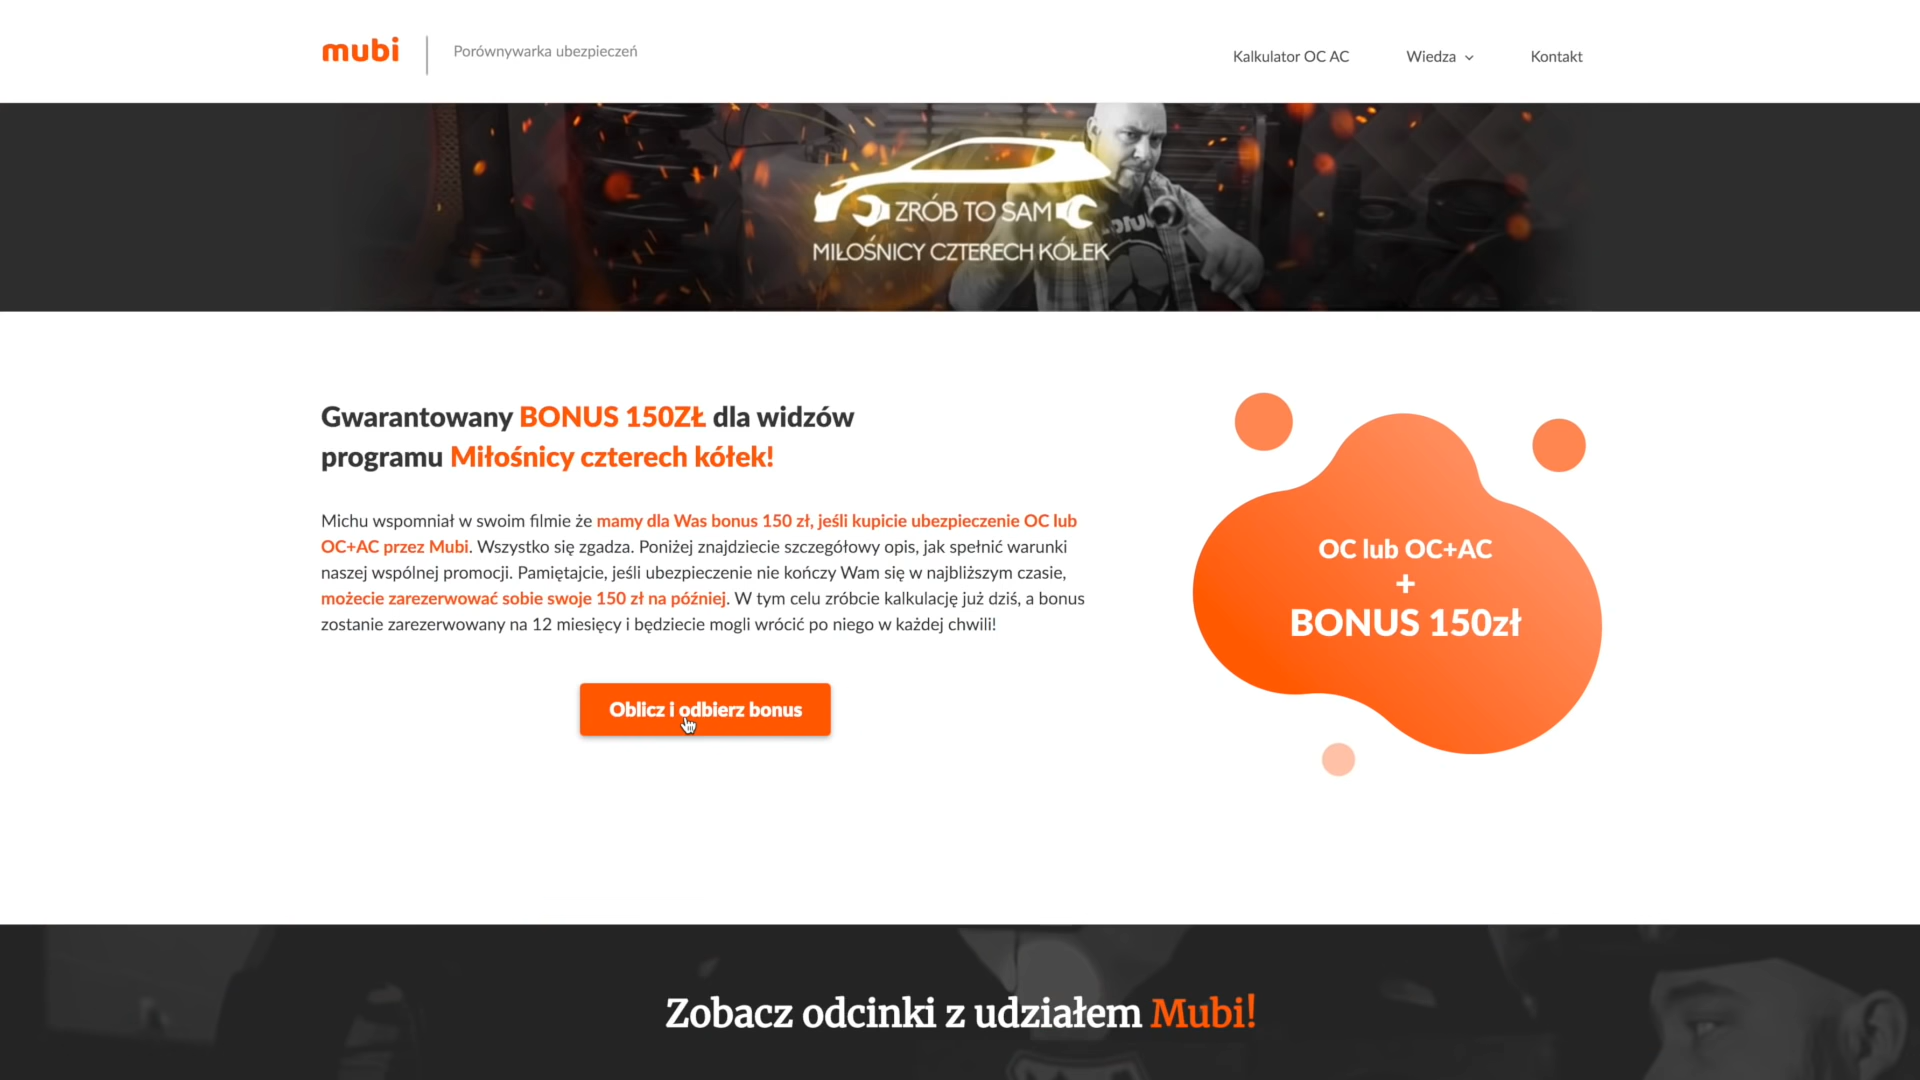 mubi
Porównywarka ubezpieczeń
Kalkulator OC AC
Wiedza
Kontakt
ZRÓB TO SAM
MIŁOŚNICY CZTERECH KÓŁEK
Gwarantowany BONUS 150ZŁ dla widzów
programu Miłośnicy czterech kółek!
Michu wspomniał w swoim filmie że mamy dla Was bonus 150 zł, jeśli kupicie ubezpieczenie OC lub
OC+AC przez Mubi. Wszystko się zgadza. Poniżej znajdziecie szczegółowy opis, jak spełnić warunki
naszej wspólnej promocji. Pamiętajcie, jeśli ubezpieczenie nie kończy Wam się w najbliższym czasie,
możecie zarezerwować sobie swoje 150 zł na później. W tym celu zróbcie kalkulację już dziś, a bonus
zostanie zarezerwowany na 12 miesięcy i będziecie mogli wrócić po niego w każdej chwili!
OC lub OC+AC
+
BONUS 150zł
Oblicz i odbierz bonus
Zobacz odcinki z udziałem Mubi!